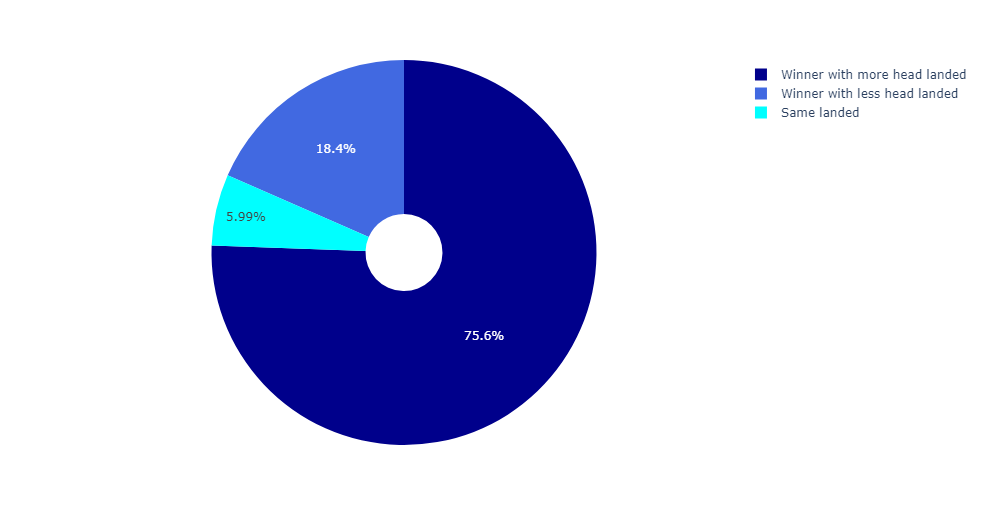 Winner with more head landed
Winner with less head landed
Same landed
18.4%
5.99%
75.6%